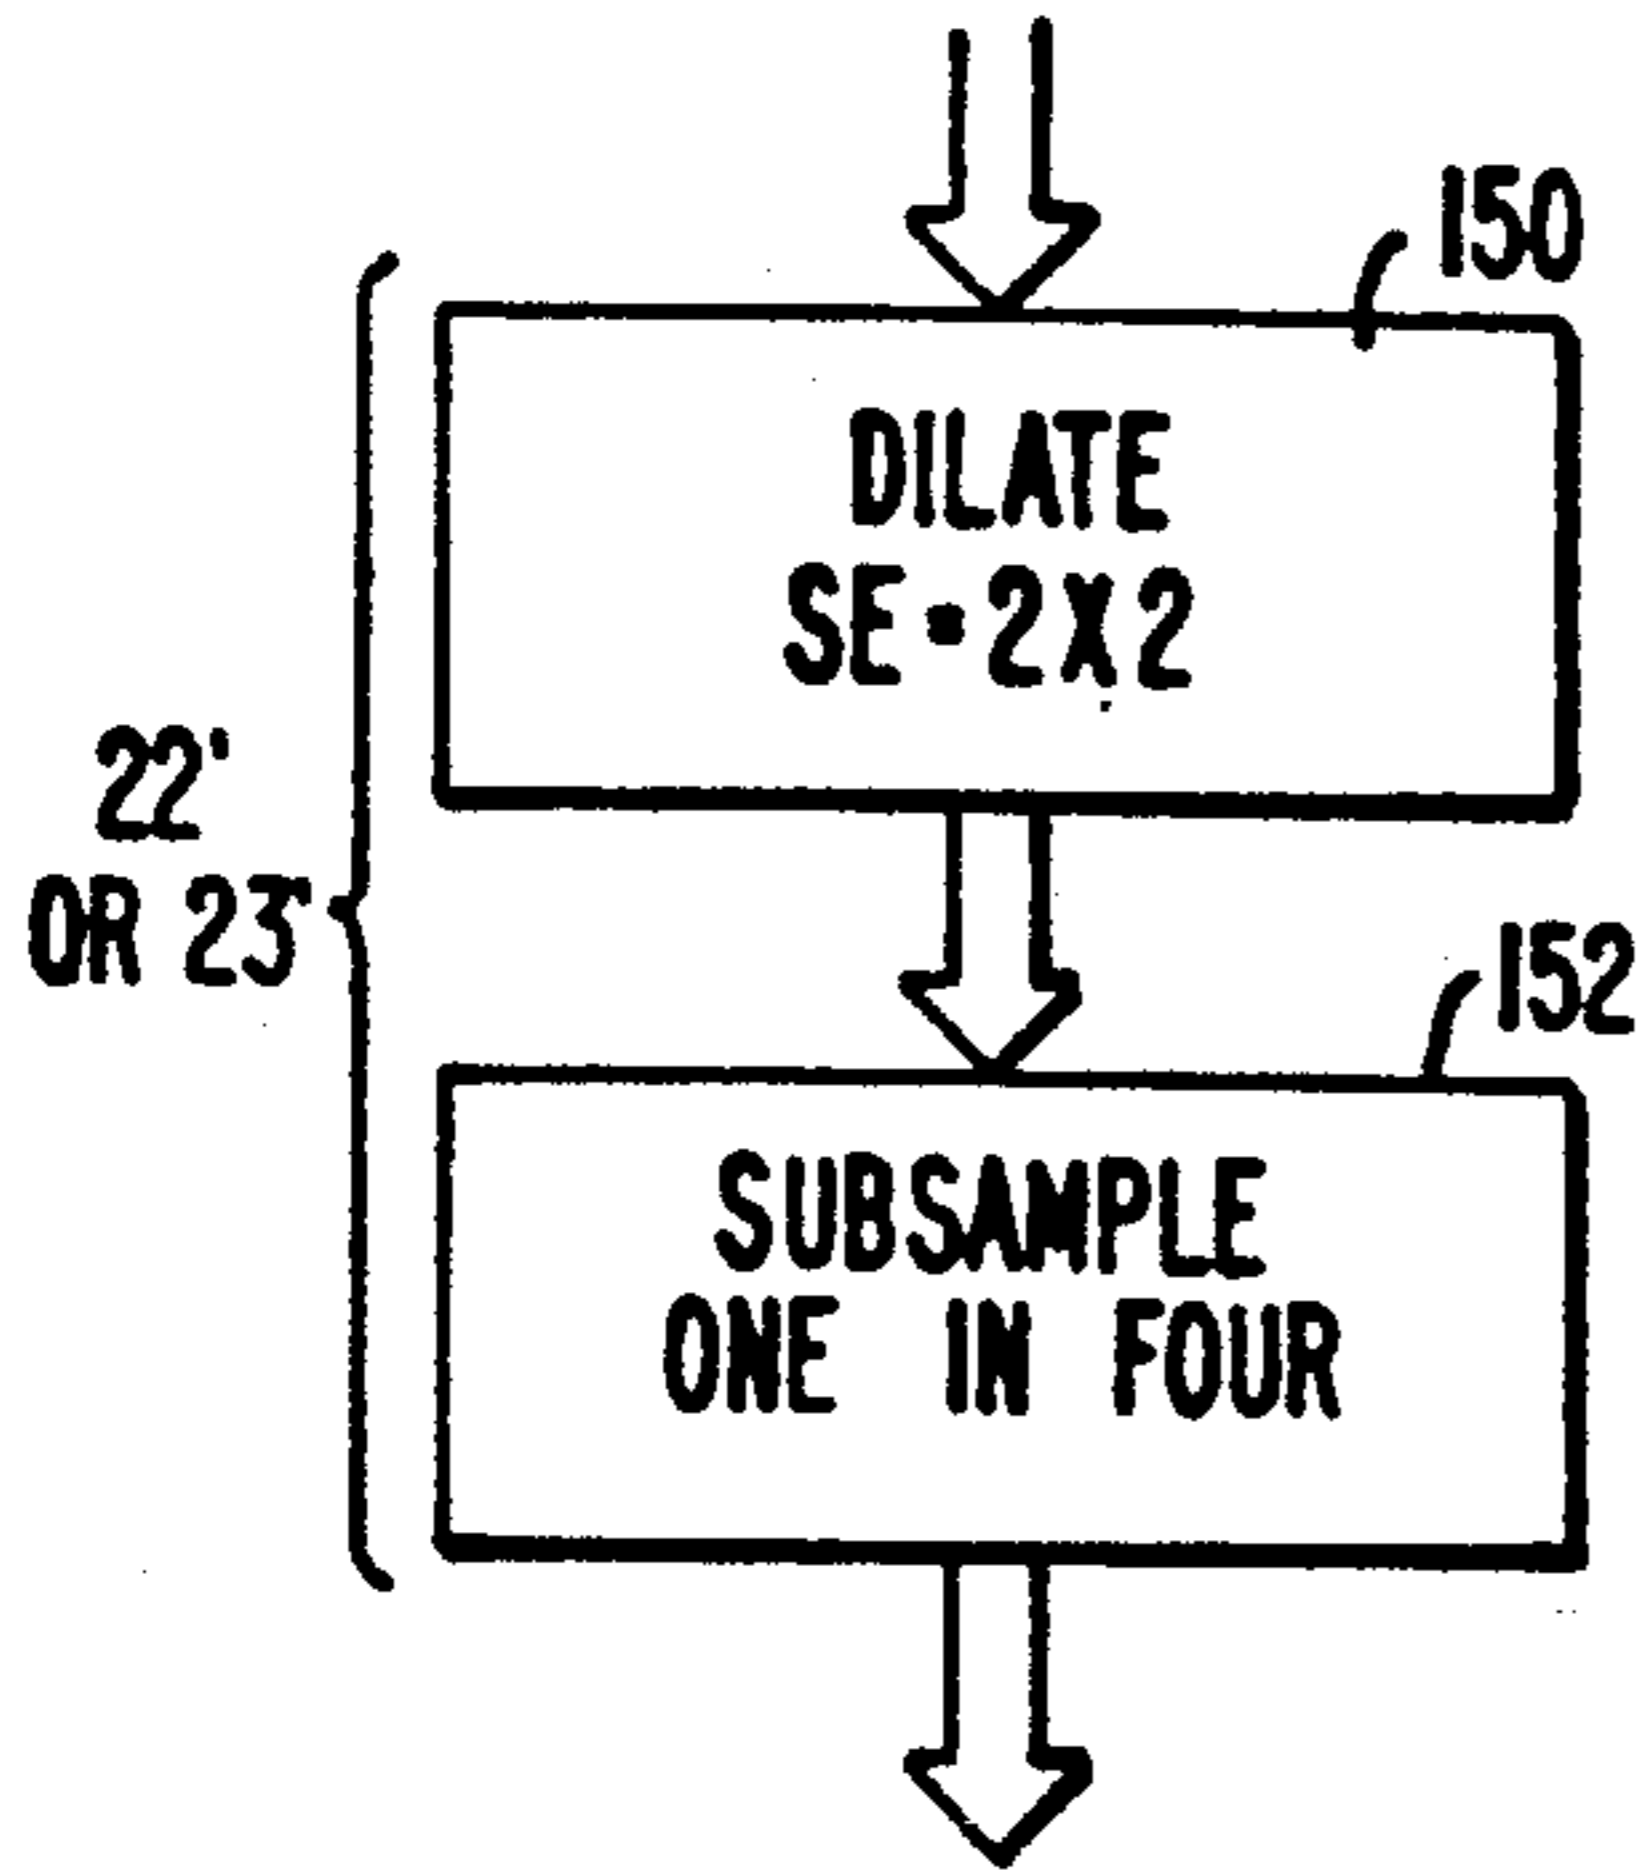 150
DILATE
SE=2X2
22'
OR 23'
152
SUBSAMPLE
ONE IN FOUR